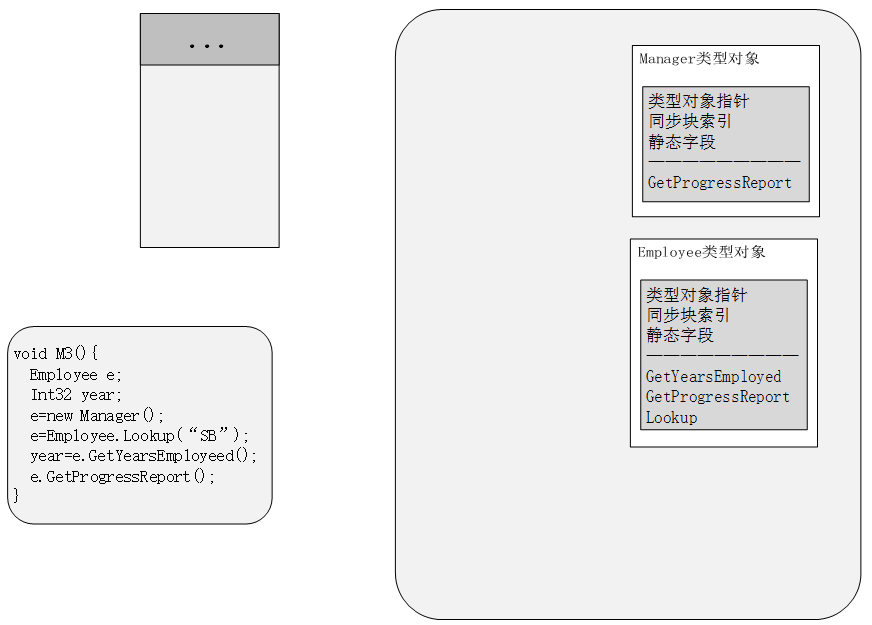 ...
Manager类型对象
类型对象指针
同步块索引
静态字段
—————————
GetProgressReport
Employee类型对象
类型对象指针
同步块索引
静态字段
—————————
GetYearsEmployed
GetProgressReport
Lookup
void M3(){
Employee e;
Int32 year;
e=new Manager();
e=Employee.Lookup(“SB”);
year=e.GetYearsEmployeed();
e.GetProgressReport();
}